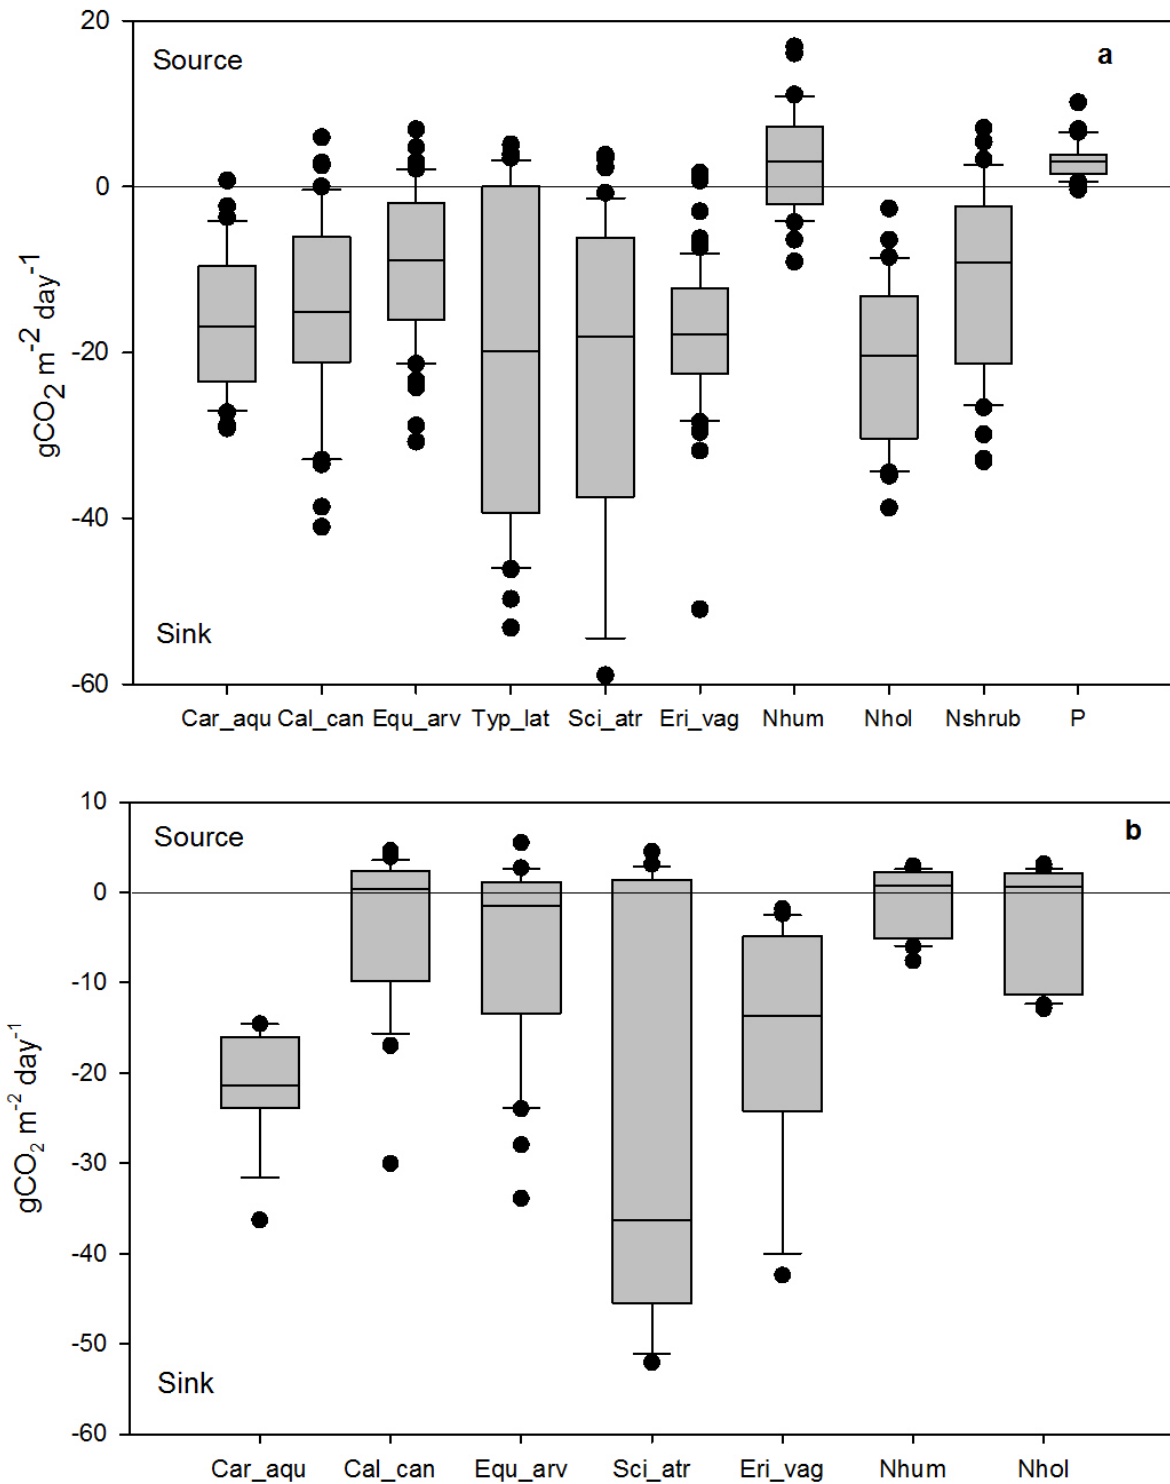 20
Source
a
0
-20
-40
Sink
-60
gCO2 m-2 day-1
Car_aqu Cal_can Equ_arv Typ_lat Sci_atr Eri_vag Nhum Nhol Nshrub P
10
Source
b
0
-10
-20
-30
-40
-50
Sink
-60
gCO2 m-2 day-1
Car_aqu Cal_can Equ_arv Sci_atr Eri_vag Nhum Nhol